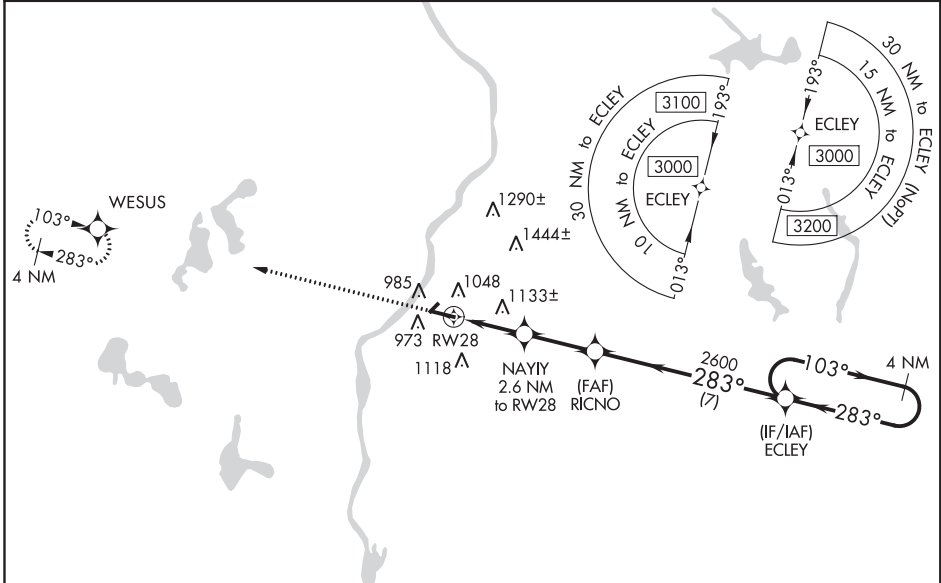 103°
WESUS
283°
4 NM
1290±
1444±
985
1048
1133±
973
RW28
1118
NAYIY
2.6 NM
to RW28
(FAF)
RICNO
2600
283°
(7)
(IF/IAF)
ECLEY
103°
4 NM
283°
30 NM to ECLEY
3100
193°
10 NM to ECLEY
3000
ECLEY
013°
30 NM to ECLEY (NoPT)
193°
15 NM to ECLEY
ECLEY
3000
013°
3200